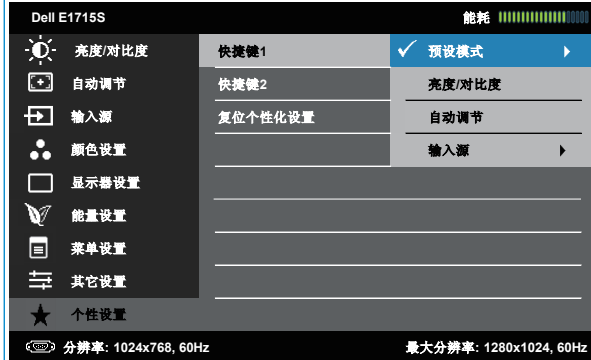 Dell E1715S 能耗
亮度/对比度 快捷键1 预设模式
自动调节 快捷键2 亮度/对比度
输入源 复位个性化设置 自动调节
颜色设置 输入源
显示器设置
能量设置
菜单设置
其它设置
个性设置
分辨率: 1024x768, 60Hz 最大分辨率: 1280x1024, 60Hz